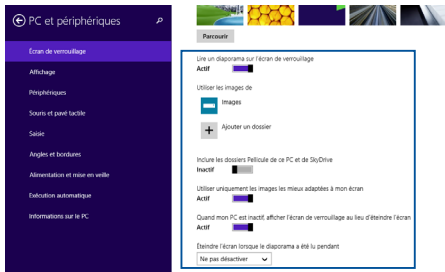 PC et périphériques
Écran de verrouillage
Affichage
Périphériques
Souris et pavé tactile
Saisie
Angles et bordures
Alimentation et mise en veille
Exécution automatique
Informations sur le PC
Parcourir
Lire un diaporama sur l'écran de verrouillage
Actif
Utiliser les images de
Images
Ajouter un dossier
Inclure les dossiers Pellicule de ce PC et de SkyDrive
Inactif
Utiliser uniquement les images les mieux adaptées à mon écran
Actif
Quand mon PC est inactif, afficher l'écran de verrouillage au lieu d'éteindre l'écran
Actif
Éteindre l'écran lorsque le diaporama a été lu pendant
Ne pas désactiver